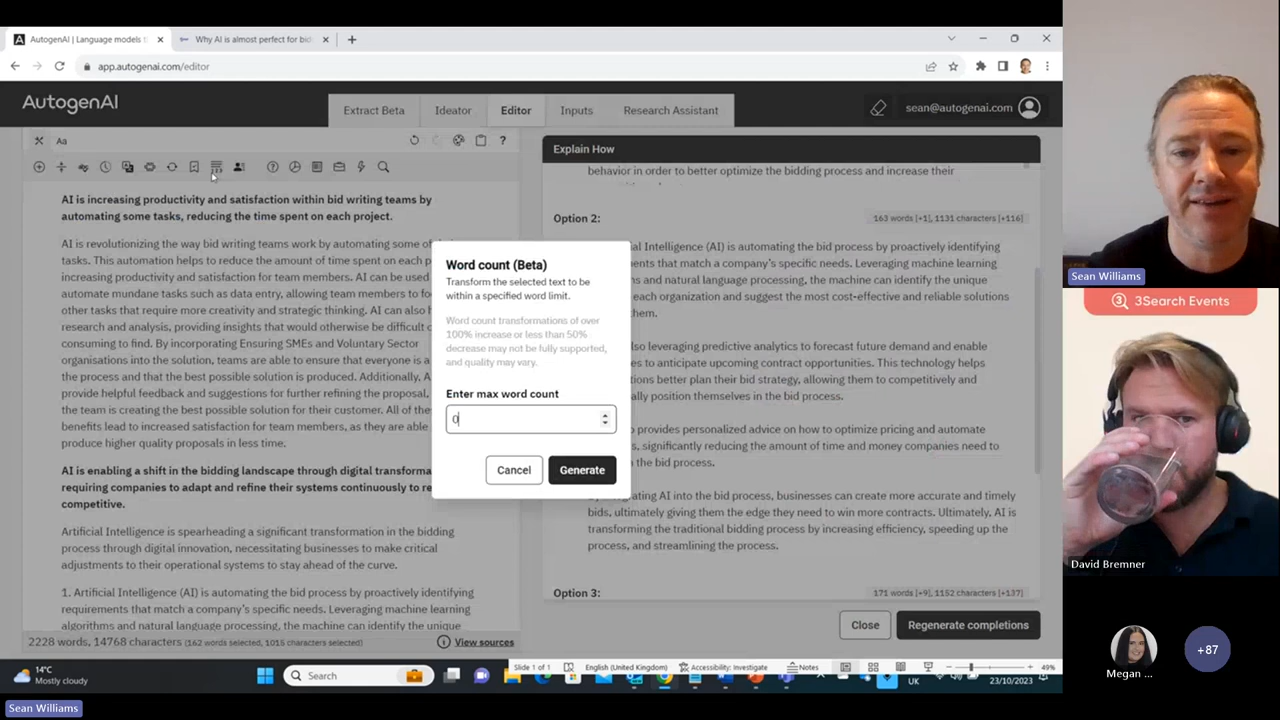 AutogenAI | Language models t
Why AI is almost perfect for bid
app.autogenai.com/editor
AutogenAI
Extract Beta
Ideator
Editor
Inputs
Research Assistant
sean@autogenai.com
Aa
?
AI is increasing productivity and satisfaction within bid writing teams by
automating some tasks, reducing the time spent on each project.
AI is revolutionizing the way bid writing teams work by automating some of
tasks. This automation helps to reduce the amount of time spent on each p
increasing productivity and satisfaction for team members. AI can be used
automate mundane tasks such as data entry, allowing team members to fo
other tasks that require more creativity and strategic thinking. AI can also
research and analysis, providing insights that would otherwise be difficult o
consuming to find. By incorporating Ensuring SMEs and Voluntary Sector
organisations into the solution, teams are able to ensure that everyone is a
the process and that the best possible solution is produced. Additionally, A
provide helpful feedback and suggestions for further refining the proposal,
the team is creating the best possible solution for their customer. All of thes
benefits lead to increased satisfaction for team members, as they are able
produce higher quality proposals in less time.
AI is enabling a shift in the bidding landscape through digital transforma
requiring companies to adapt and refine their systems continuously to re
competitive.
Artificial Intelligence is spearheading a significant transformation in the bidding
process through digital innovation, necessitating businesses to make critical
adjustments to their operational systems to stay ahead of the curve.
1. Artificial Intelligence (AI) is automating the bid process by proactively identifying
requirements that match a company's specific needs. Leveraging machine learning
algorithms and natural language processing, the machine can identify the unique
2228 words, 14768 characters (162 words selected, 1015 characters selected)
View sources
Word count (Beta)
Transform the selected text to be
within a specified word limit.
Word count transformations of over
100% increase or less than 50%
decrease may not be fully supported,
and quality may vary.
Enter max word count
0
Cancel
Generate
Explain How
behavior in order to better optimize the bidding process and increase their
Option 2:
163 words [+1], 1131 characters [+116]
Intelligence (AI) is automating the bid process by proactively identifying
ents that match a company's specific needs. Leveraging machine learning
and natural language processing, the machine can identify the unique
each organization and suggest the most cost-effective and reliable solutions
hem.
lso leveraging predictive analytics to forecast future demand and enable
s to anticipate upcoming contract opportunities. This technology helps
tions better plan their bid strategy, allowing them to competitively and
ally position themselves in the bid process.
o provides personalized advice on how to optimize pricing and automate
, significantly reducing the amount of time and money companies need to
the bid process.
By integrating AI into the bid process, businesses can create more accurate and timely
bids, ultimately giving them the edge they need to win more contracts. Ultimately, AI is
transforming the traditional bidding process by increasing efficiency, speeding up the
process, and streamlining the process.
Option 3:
171 words [+9], 1152 characters [+137]
Close
Regenerate completions
14°C
Mostly cloudy
Search
Slide 1 of 1
English (United Kingdom)
Accessibility: Investigate
Notes
49%
UK
23/10/2023
Sean Williams
Sean Williams
3Search Events
David Bremner
Megan ...
+87